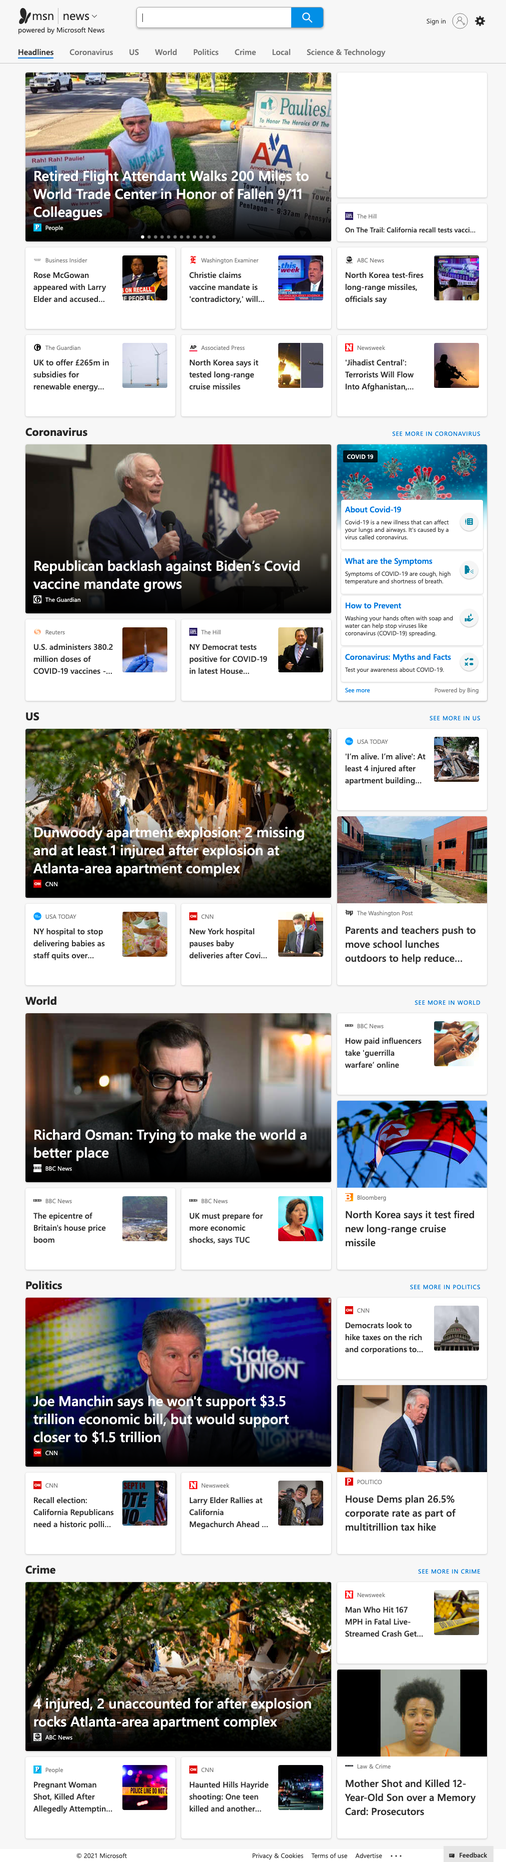 msn | news
powered by Microsoft News
Sign in
Headlines Coronavirus US World Politics Crime Local Science & Technology
Paulies
To Honor the Heroes Of
Rah! Rah! Paulie!
AA
Retired Flight Attendant Walks 200 Miles to
World Trade Center in Honor of Fallen 9/11
Colleagues
People
The Hill
On The Trail: California recall tests vacci...
Business Insider
Rose McGowan
appeared with Larry
Elder and accused...
Washington Examiner
Christie claims
vaccine mandate is
'contradictory,' will...
ABC News
North Korea test-fires
long-range missiles,
officials say
The Guardian
UK to offer £265m in
subsidies for
renewable energy...
Associated Press
North Korea says it
tested long-range
cruise missiles
Newsweek
'Jihadist Central':
Terrorists Will Flow
Into Afghanistan,...
Coronavirus
SEE MORE IN CORONAVIRUS
Republican backlash against Biden's Covid
vaccine mandate grows
The Guardian
COVID 19
About Covid-19
Covid-19 is a new illness that can affect
your lungs and airways. It's caused by a
virus called coronavirus.
What are the Symptoms
Symptoms of COVID-19 are cough, high
temperature and shortness of breath.
How to Prevent
Washing your hands often with soap and
water can help stop viruses like
coronavirus (COVID-19) spreading.
Coronavirus: Myths and Facts
Test your awareness about COVID-19.
See more
Powered by Bing
Reuters
U.S. administers 380.2
million doses of
COVID-19 vaccines -...
The Hill
NY Democrat tests
positive for COVID-19
in latest House...
US
SEE MORE IN US
Dunwoody apartment explosion: 2 missing
and at least 1 injured after explosion at
Atlanta-area apartment complex
CNN
USA TODAY
'I'm alive. I'm alive': At
least 4 injured after
apartment building...
The Washington Post
Parents and teachers push to
move school lunches
outdoors to help reduce...
USA TODAY
NY hospital to stop
delivering babies as
staff quits over...
CNN
New York hospital
pauses baby
deliveries after Covi...
World
SEE MORE IN WORLD
Richard Osman: Trying to make the world a
better place
BBC News
BBC News
How paid influencers
take 'guerrilla
warfare' online
Bloomberg
North Korea says it test fired
new long-range cruise
missile
BBC News
The epicentre of
Britain's house price
boom
BBC News
UK must prepare for
more economic
shocks, says TUC
Politics
SEE MORE IN POLITICS
State
UNION
Joe Manchin says he won't support $3.5
trillion economic bill, but would support
closer to $1.5 trillion
CNN
CNN
Democrats look to
hike taxes on the rich
and corporations to...
POLITICO
House Dems plan 26.5%
corporate rate as part of
multitrillion tax hike
CNN
Recall election:
California Republicans
need a historic polli...
Newsweek
Larry Elder Rallies at
California
Megachurch Ahead ...
Crime
SEE MORE IN CRIME
4 injured, 2 unaccounted for after explosion
rocks Atlanta-area apartment complex
ABC News
Newsweek
Man Who Hit 167
MPH in Fatal Live-
Streamed Crash Get...
Law & Crime
Mother Shot and Killed 12-
Year-Old Son over a Memory
Card: Prosecutors
People
Pregnant Woman
Shot, Killed After
Allegedly Attemptin...
CNN
Haunted Hills Hayride
shooting: One teen
killed and another...
© 2021 Microsoft
Privacy & Cookies Terms of use Advertise ...
Feedback